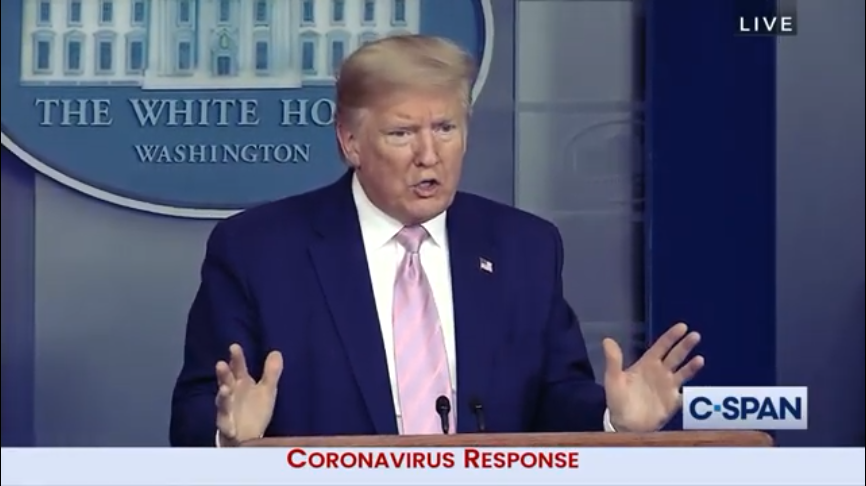 LIVE
THE WHITE HO
WASHINGTON
C-SPAN
CORONAVIRUS RESPONSE